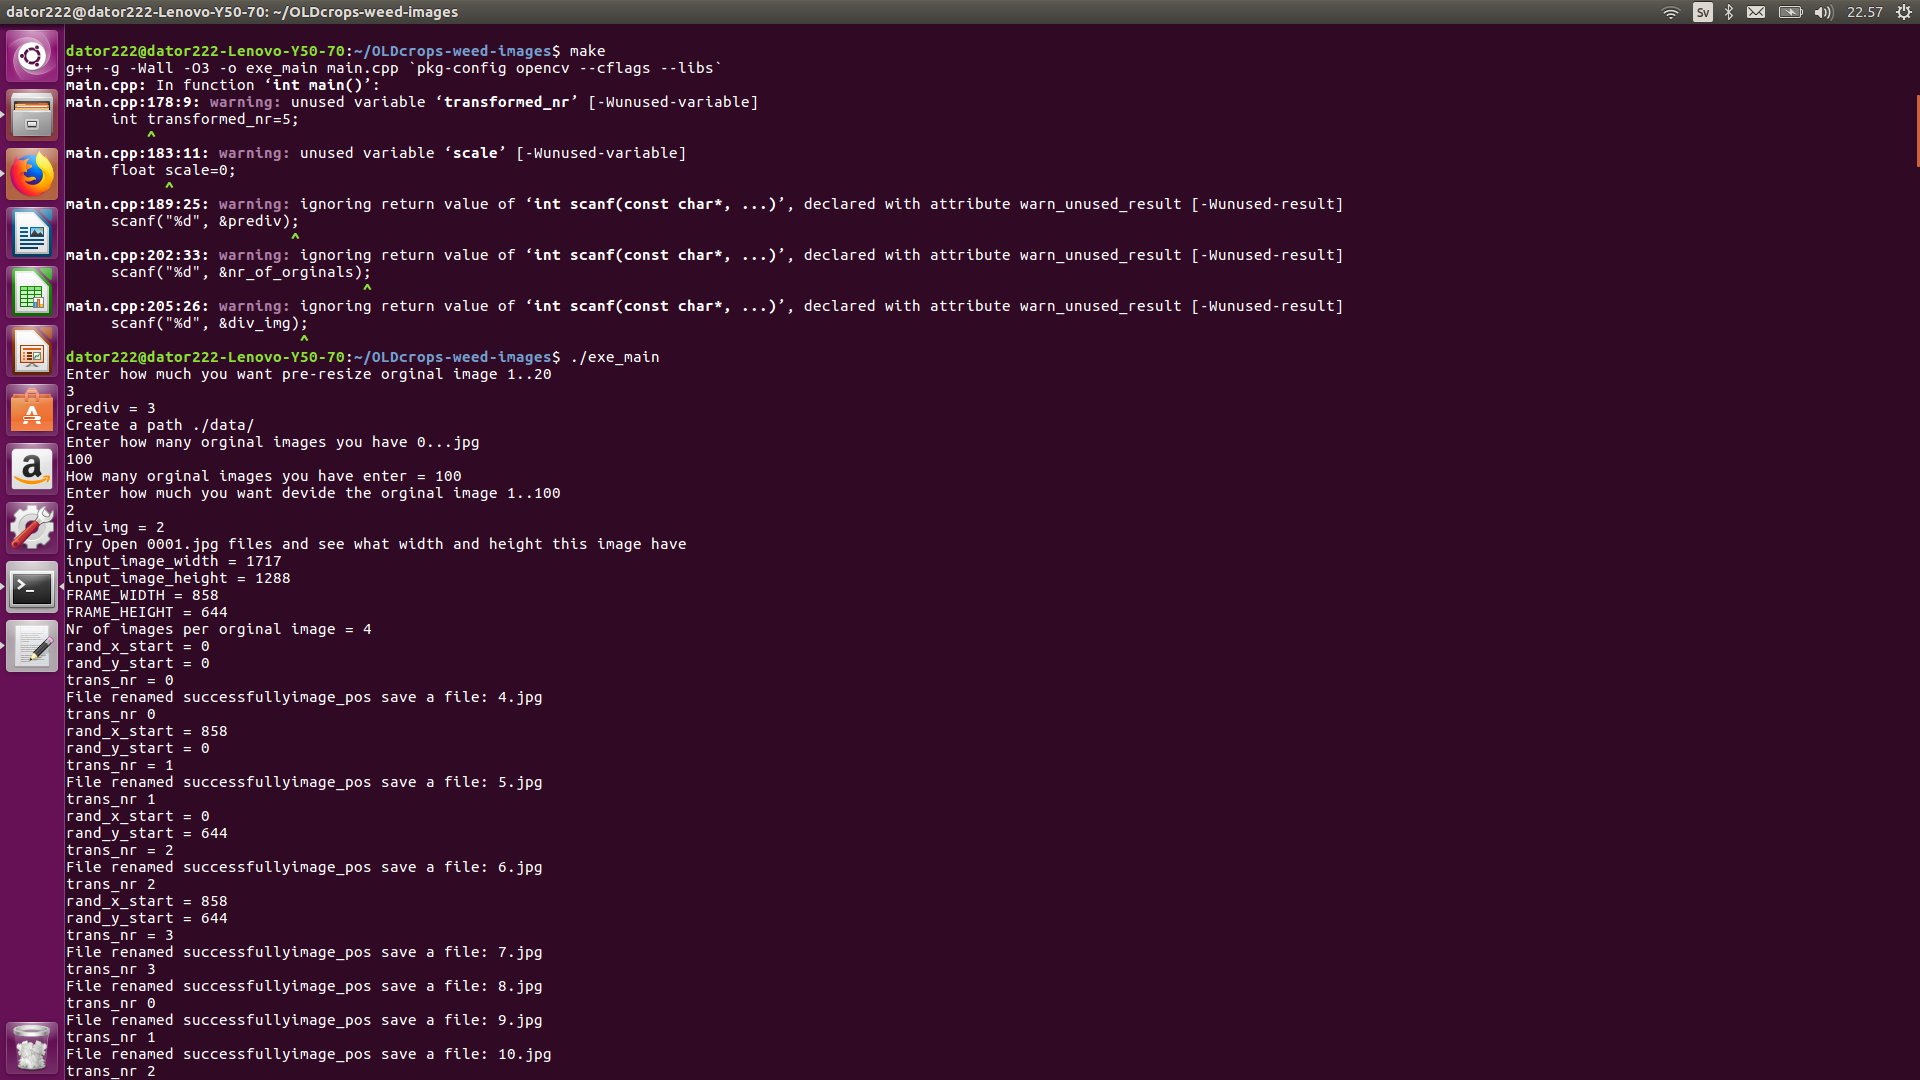 dator222@dator222-Lenovo-Y50-70: ~/OLDcrops-weed-images
Sv
22.57
dator222@dator222-Lenovo-Y50-70:~/OLDcrops-weed-images$ make
g++ -g -Wall -O3 -o exe_main main.cpp `pkg-config opencv --cflags --libs`
main.cpp: In function ‘int main()’:
main.cpp:178:9: warning: unused variable ‘transformed_nr’ [-Wunused-variable]
     int transformed_nr=5;
         ^
main.cpp:183:11: warning: unused variable ‘scale’ [-Wunused-variable]
     float scale=0;
           ^
main.cpp:189:25: warning: ignoring return value of ‘int scanf(const char*, ...)’, declared with attribute warn_unused_result [-Wunused-result]
     scanf("%d", &prediv);
                         ^
main.cpp:202:33: warning: ignoring return value of ‘int scanf(const char*, ...)’, declared with attribute warn_unused_result [-Wunused-result]
     scanf("%d", &nr_of_orginals);
                                 ^
main.cpp:205:26: warning: ignoring return value of ‘int scanf(const char*, ...)’, declared with attribute warn_unused_result [-Wunused-result]
     scanf("%d", &div_img);
                          ^
dator222@dator222-Lenovo-Y50-70:~/OLDcrops-weed-images$ ./exe_main
Enter how much you want pre-resize orginal image 1..20
3
prediv = 3
Create a path ./data/
Enter how many orginal images you have 0...jpg
100
How many orginal images you have enter = 100
Enter how much you want devide the orginal image 1..100
2
div_img = 2
Try Open 0001.jpg files and see what width and height this image have
input_image_width = 1717
input_image_height = 1288
FRAME_WIDTH = 858
FRAME_HEIGHT = 644
Nr of images per orginal image = 4
rand_x_start = 0
rand_y_start = 0
trans_nr = 0
File renamed successfullyimage_pos save a file: 4.jpg
trans_nr 0
rand_x_start = 858
rand_y_start = 0
trans_nr = 1
File renamed successfullyimage_pos save a file: 5.jpg
trans_nr 1
rand_x_start = 0
rand_y_start = 644
trans_nr = 2
File renamed successfullyimage_pos save a file: 6.jpg
trans_nr 2
rand_x_start = 858
rand_y_start = 644
trans_nr = 3
File renamed successfullyimage_pos save a file: 7.jpg
trans_nr 3
File renamed successfullyimage_pos save a file: 8.jpg
trans_nr 0
File renamed successfullyimage_pos save a file: 9.jpg
trans_nr 1
File renamed successfullyimage_pos save a file: 10.jpg
trans_nr 2